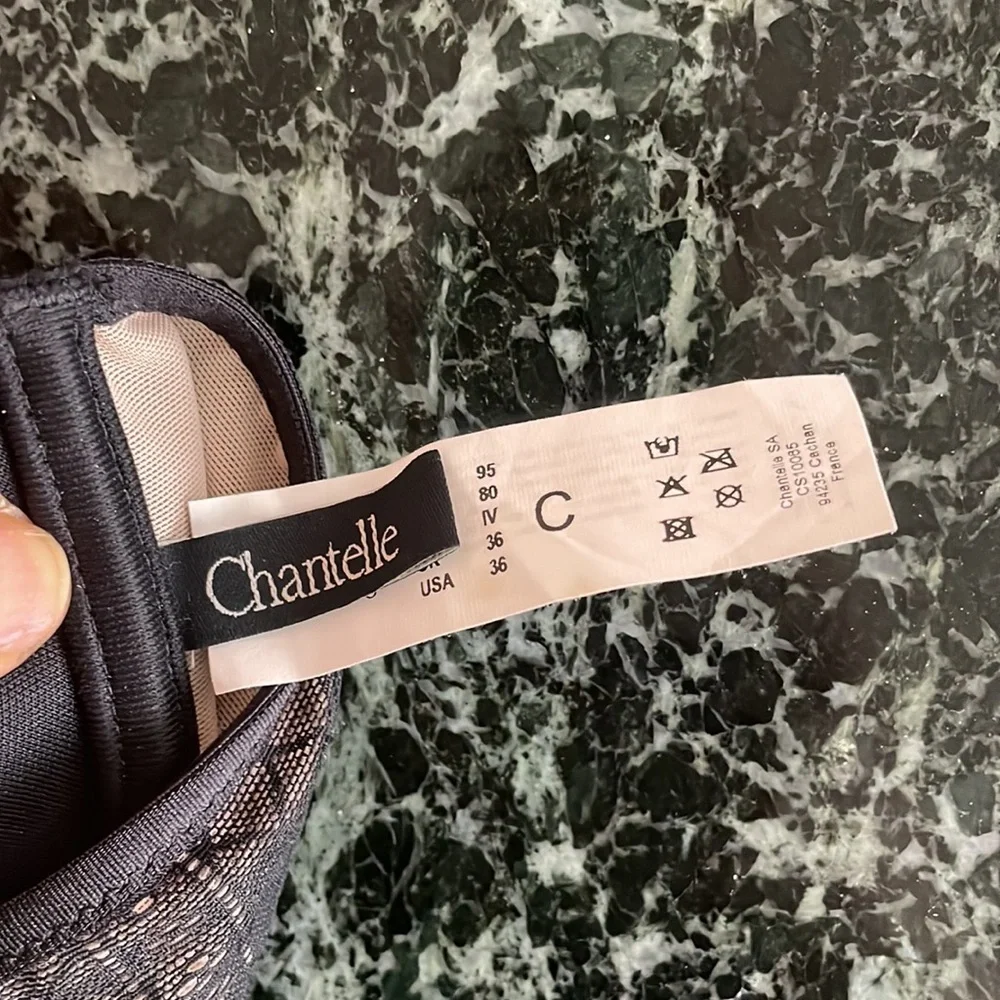 Chantelle
95
80
IV
36
36
USA
C
Chantelle SA
CS10085
94235 Cachan
France